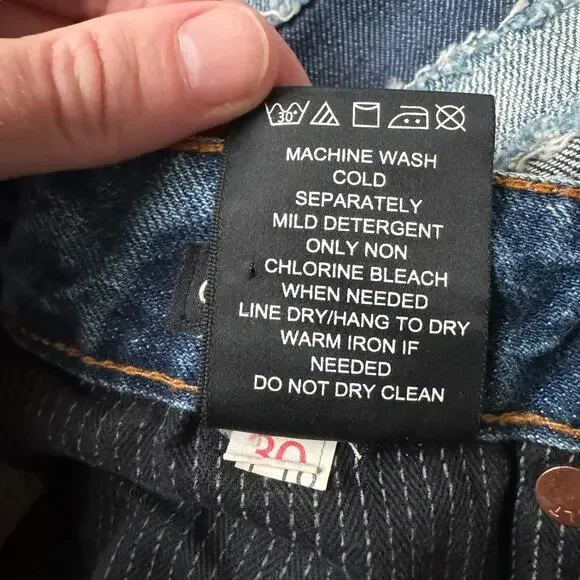 30°
MACHINE WASH
COLD
SEPARATELY
MILD DETERGENT
ONLY NON
CHLORINE BLEACH
WHEN NEEDED
LINE DRY/HANG TO DRY
WARM IRON IF
NEEDED
DO NOT DRY CLEAN
30